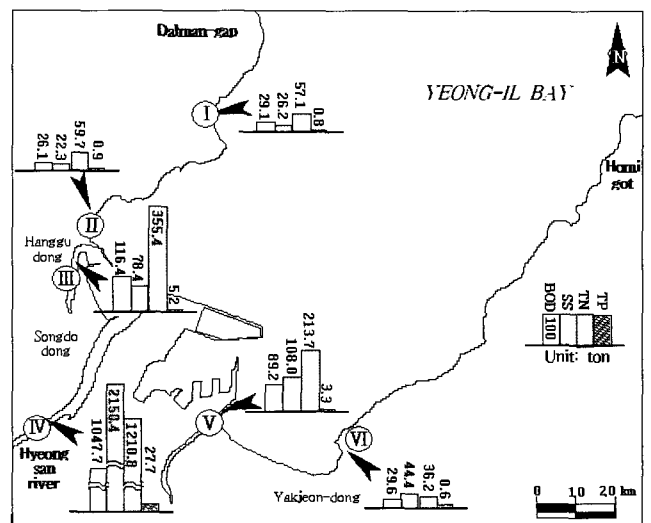 Dalman gap
N
YEONG-IL BAY
I
29.1
26.2
57.1
0.8
26.1
22.3
59.7
0.9
II
Homi
got
Hanggu
dong
III
116.4
78.4
355.4
5.2
Songdo
dong
BOD
SS
TN
TP
100
Unit: ton
89.2
108.0
213.7
3.3
IV
Hyeong
san
river
1047.7
2150.4
1210.8
27.7
V
VI
Yakjeon-dong
29.6
44.4
36.2
0.6
0 10 20 km